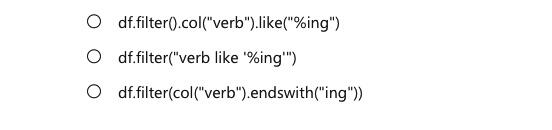 df.filter().col("verb").like("%ing")
df.filter("verb like '%ing'")
df.filter(col("verb").endswith("ing"))